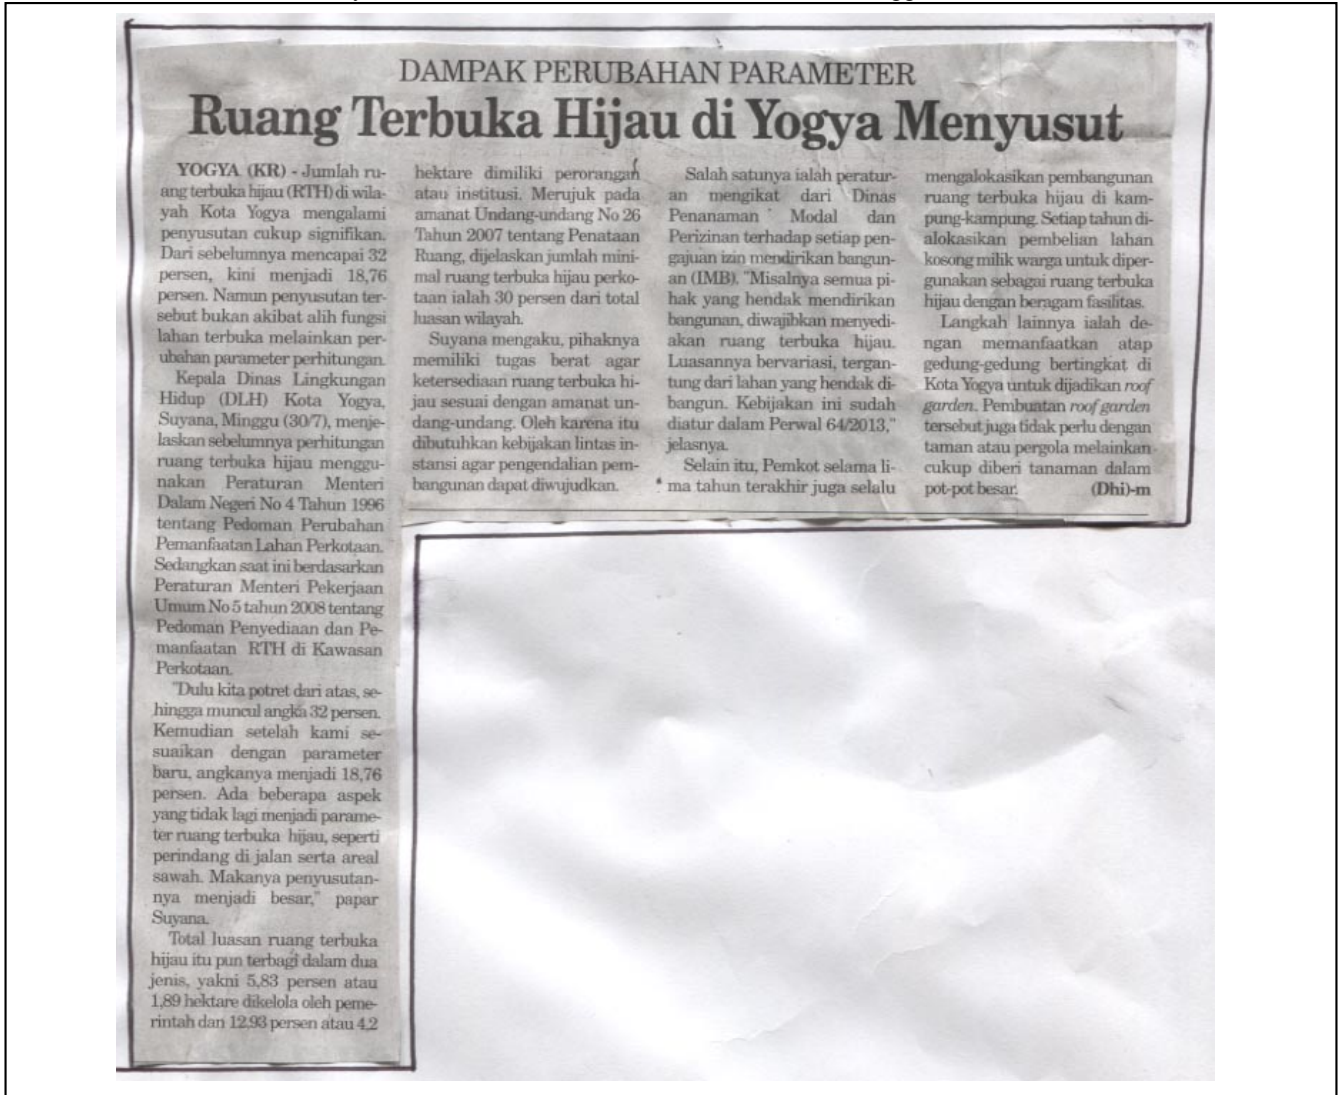 DAMPAK PERUBAHAN PARAMETER
Ruang Terbuka Hijau di Yogya Menyusut
YOGYA (KR) - Jumlah ru-
ang terbuka hijau (RTH) di wila-
yah Kota Yogya mengalami
penyusutan cukup signifikan.
Dari sebelumnya mencapai 32
persen, kini menjadi 18,76
persen. Namun penyusutan ter-
sebut bukan akibat alih fungsi
lahan terbuka melainkan per-
ubahan parameter perhitungan.
Kepala Dinas Lingkungan
Hidup (DLH) Kota Yogya,
Suyana, Minggu (30/7), menje-
laskan sebelumnya perhitungan
ruang terbuka hijau menggu-
nakan Peraturan Menteri
Dalam Negeri No 4 Tahun 1996
tentang Pedoman Perubahan
Pemanfaatan Lahan Perkotaan.
Sedangkan saat ini berdasarkan
Peraturan Menteri Pekerjaan
Umum No 5 tahun 2008 tentang
Pedoman Penyediaan dan Pe-
manfaatan RTH di Kawasan
Perkotaan.
"Dulu kita potret dari atas, se-
hingga muncul angka 32 persen.
Kemudian setelah kami se-
suaikan dengan parameter
baru, angkanya menjadi 18,76
persen. Ada beberapa aspek
yang tidak lagi menjadi parame-
ter ruang terbuka hijau, seperti
perindang di jalan serta areal
sawah. Makanya penyusutan-
nya menjadi besar," papar
Suyana.
Total luasan ruang terbuka
hijau itu pun terbagi dalam dua
jenis, yakni 5,83 persen atau
1,89 hektare dikelola oleh peme-
rintah dan 12,93 persen atau 4,2
hektare dimiliki perorangan
atau institusi. Merujuk pada
amanat Undang-undang No 26
Tahun 2007 tentang Penataan
Ruang, dijelaskan jumlah mini-
mal ruang terbuka hijau perko-
taan ialah 30 persen dari total
luasan wilayah.
Suyana mengaku, pihaknya
memiliki tugas berat agar
ketersediaan ruang terbuka hi-
jau sesuai dengan amanat un-
dang-undang. Oleh karena itu
dibutuhkan kebijakan lintas in-
stansi agar pengendalian pem-
bangunan dapat diwujudkan.
Salah satunya ialah peratur-
an mengikat dari Dinas
Penanaman Modal dan
Perizinan terhadap setiap pen-
gajuan izin mendirikan bangun-
an (IMB). "Misalnya semua pi-
hak yang hendak mendirikan
bangunan, diwajibkan menyedi-
akan ruang terbuka hijau.
Luasannya bervariasi, tergan-
tung dari lahan yang hendak di-
bangun. Kebijakan ini sudah
diatur dalam Perwal 64/2013,"
jelasnya.
Selain itu, Pemkot selama li-
ma tahun terakhir juga selalu
mengalokasikan pembangunan
ruang terbuka hijau di kam-
pung-kampung. Setiap tahun di-
alokasikan pembelian lahan
kosong milik warga untuk diper-
gunakan sebagai ruang terbuka
hijau dengan beragam fasilitas.
Langkah lainnya ialah de-
ngan memanfaatkan atap
gedung-gedung bertingkat di
Kota Yogya untuk dijadikan roof
garden. Pembuatan roof garden
tersebut juga tidak perlu dengan
taman atau pergola melainkan
cukup diberi tanaman dalam
pot-pot besar. (Dhi)-m